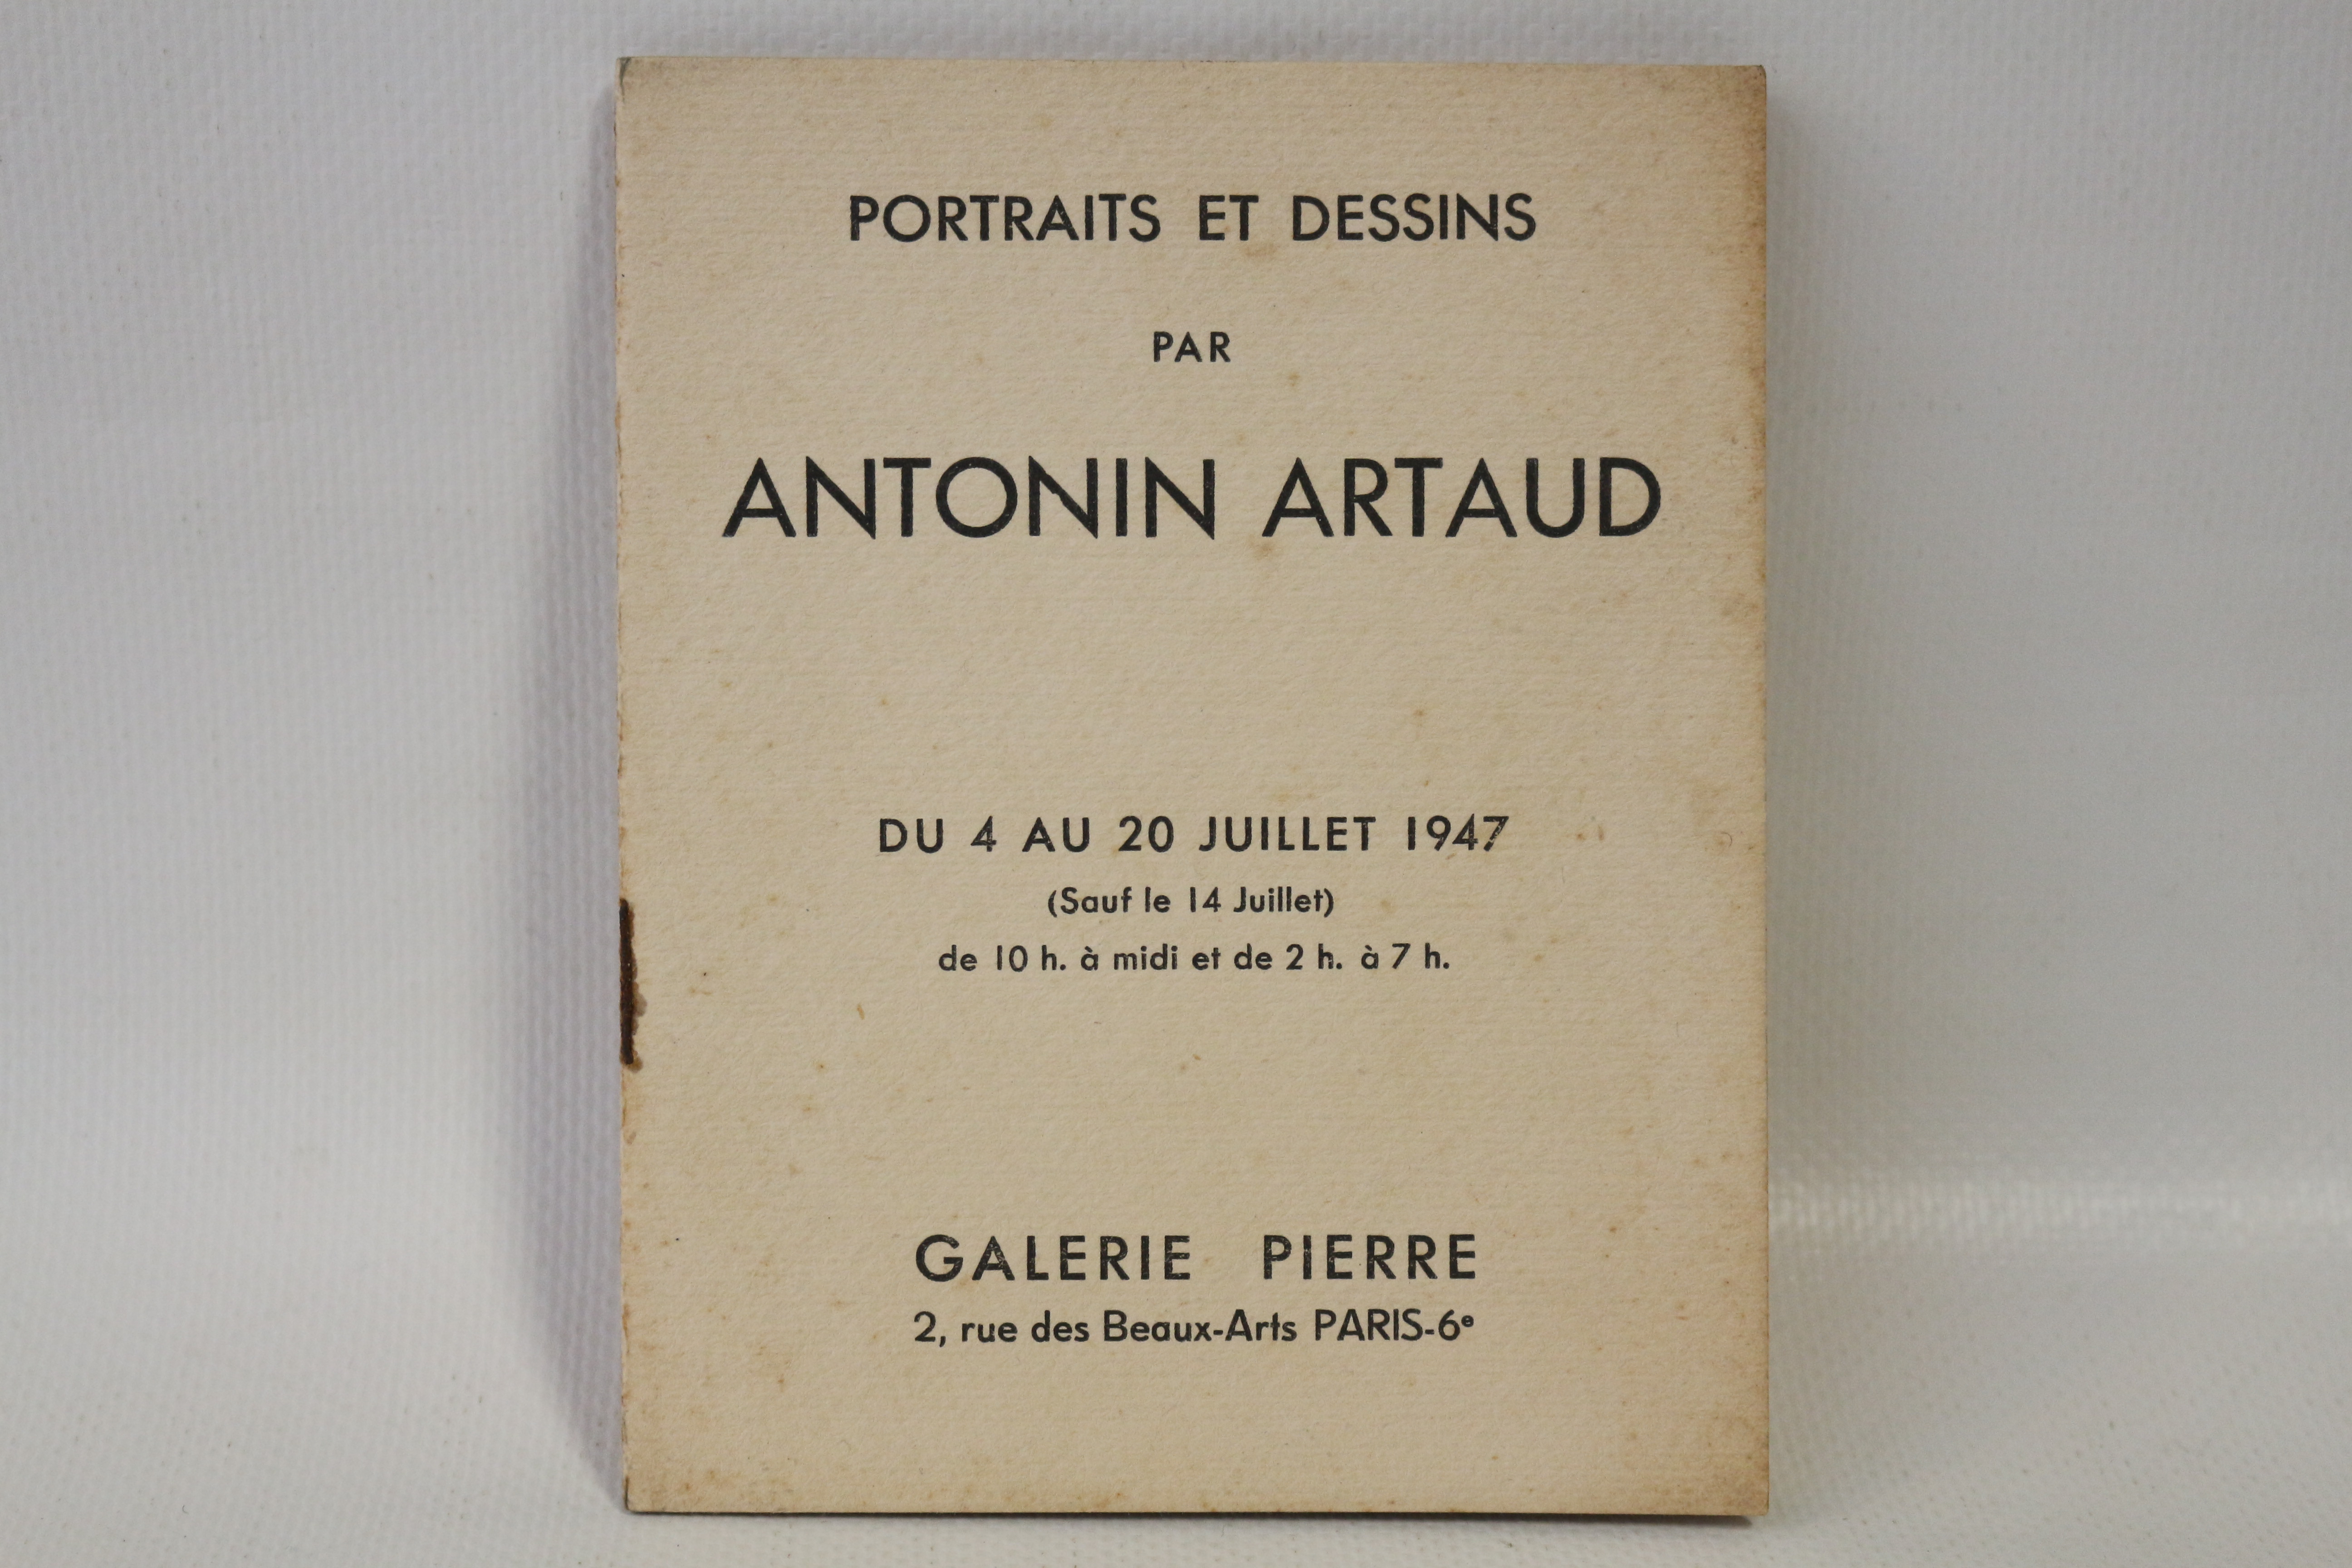 PORTRAITS ET DESSINS
PAR
ANTONIN ARTAUD
DU 4 AU 20 JUILLET 1947
(Sauf le 14 Juillet)
de 10 h. à midi et de 2 h. à 7 h.
GALERIE PIERRE
2, rue des Beaux-Arts PARIS-6ᵉ